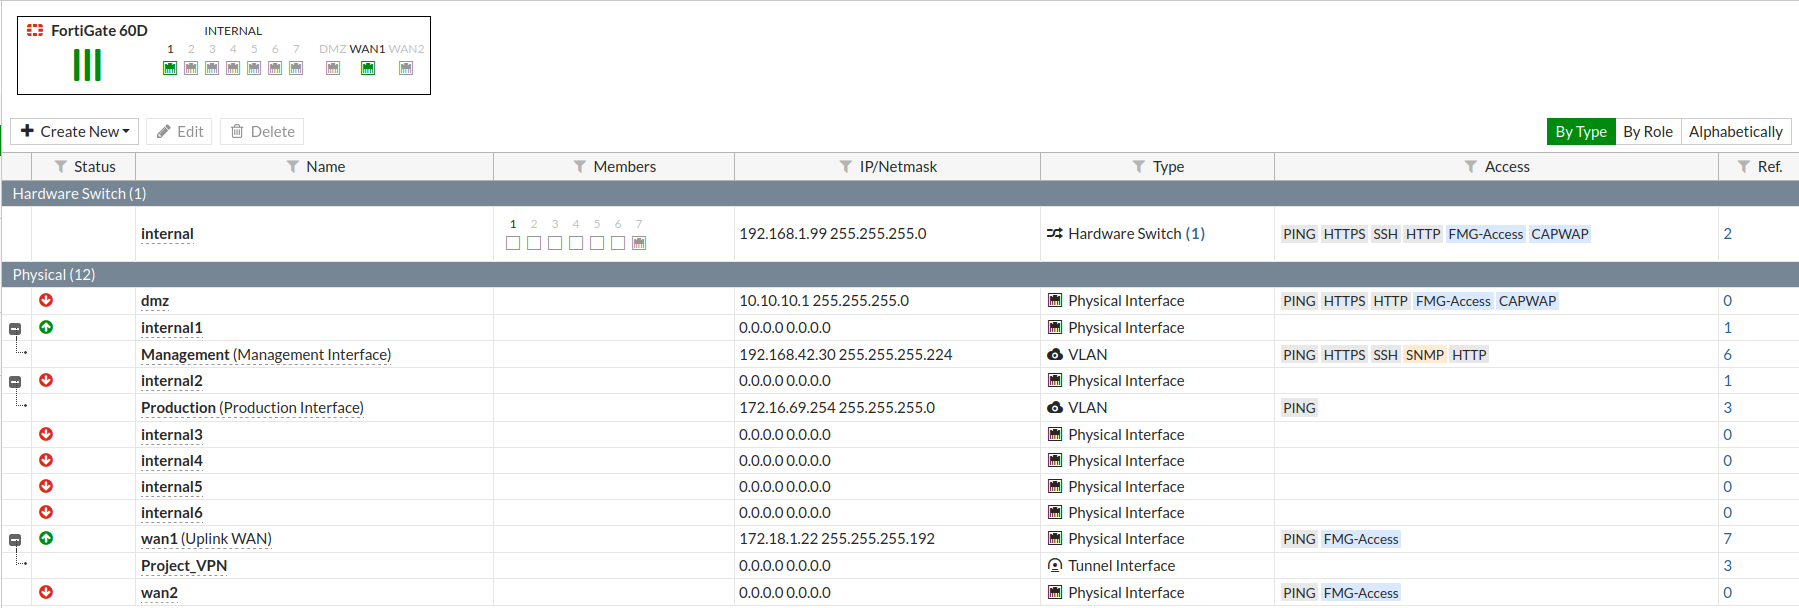 FortiGate 60D
INTERNAL
1 2 3 4 5 6 7 DMZ WAN1 WAN2
Create New Edit Delete By Type By Role Alphabetically
Status Name Members IP/Netmask Type Access Ref.
Hardware Switch (1)
1 2 3 4 5 6 7
internal 192.168.1.99 255.255.255.0 Hardware Switch (1) PING HTTPS SSH HTTP FMG-Access CAPWAP 2
Physical (12)
dmz 10.10.10.1 255.255.255.0 Physical Interface PING HTTPS HTTP FMG-Access CAPWAP 0
internal1 0.0.0.0 0.0.0.0 Physical Interface 1
Management (Management Interface) 192.168.42.30 255.255.255.224 VLAN PING HTTPS SSH SNMP HTTP 6
internal2 0.0.0.0 0.0.0.0 Physical Interface 1
Production (Production Interface) 172.16.69.254 255.255.255.0 VLAN PING 3
internal3 0.0.0.0 0.0.0.0 Physical Interface 0
internal4 0.0.0.0 0.0.0.0 Physical Interface 0
internal5 0.0.0.0 0.0.0.0 Physical Interface 0
internal6 0.0.0.0 0.0.0.0 Physical Interface 0
wan1 (Uplink WAN) 172.18.1.22 255.255.255.192 Physical Interface PING FMG-Access 7
Project_VPN 0.0.0.0 0.0.0.0 Tunnel Interface 3
wan2 0.0.0.0 0.0.0.0 Physical Interface PING FMG-Access 0